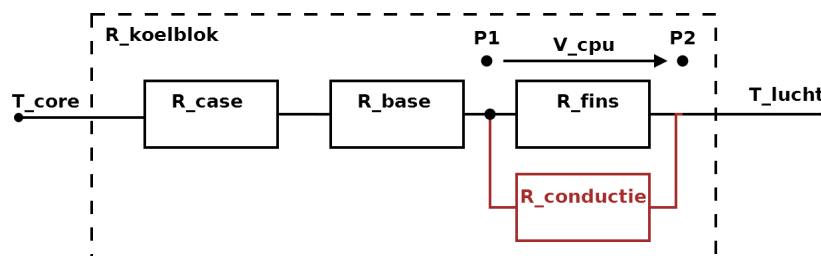 R_koelblok
P1
P2
V_cpu
T_core
R_case
R_base
R_fins
T_lucht
R_conductie